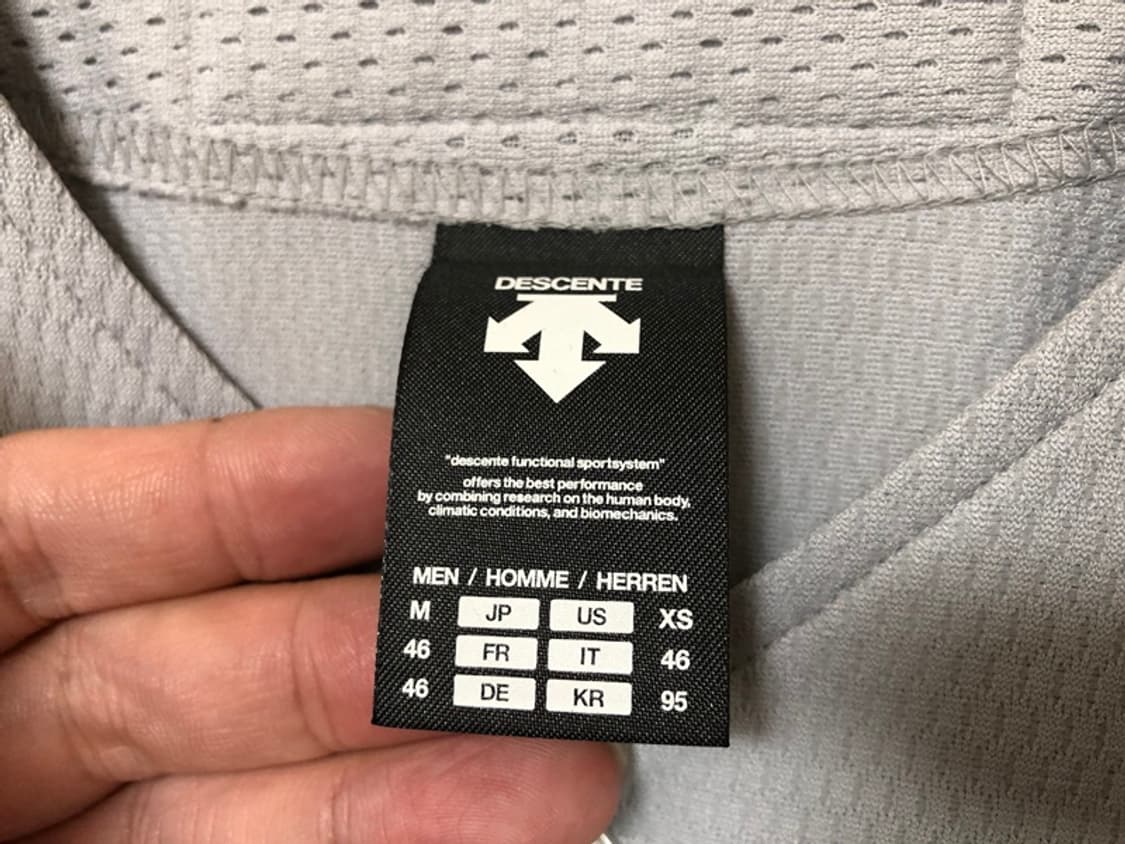 DESCENTE
"descente functional sportsystem"
offers the best performance
by combining research on the human body,
climatic conditions, and biomechanics.
MEN / HOMME / HERREN
M JP US XS
46 FR IT 46
46 DE KR 95